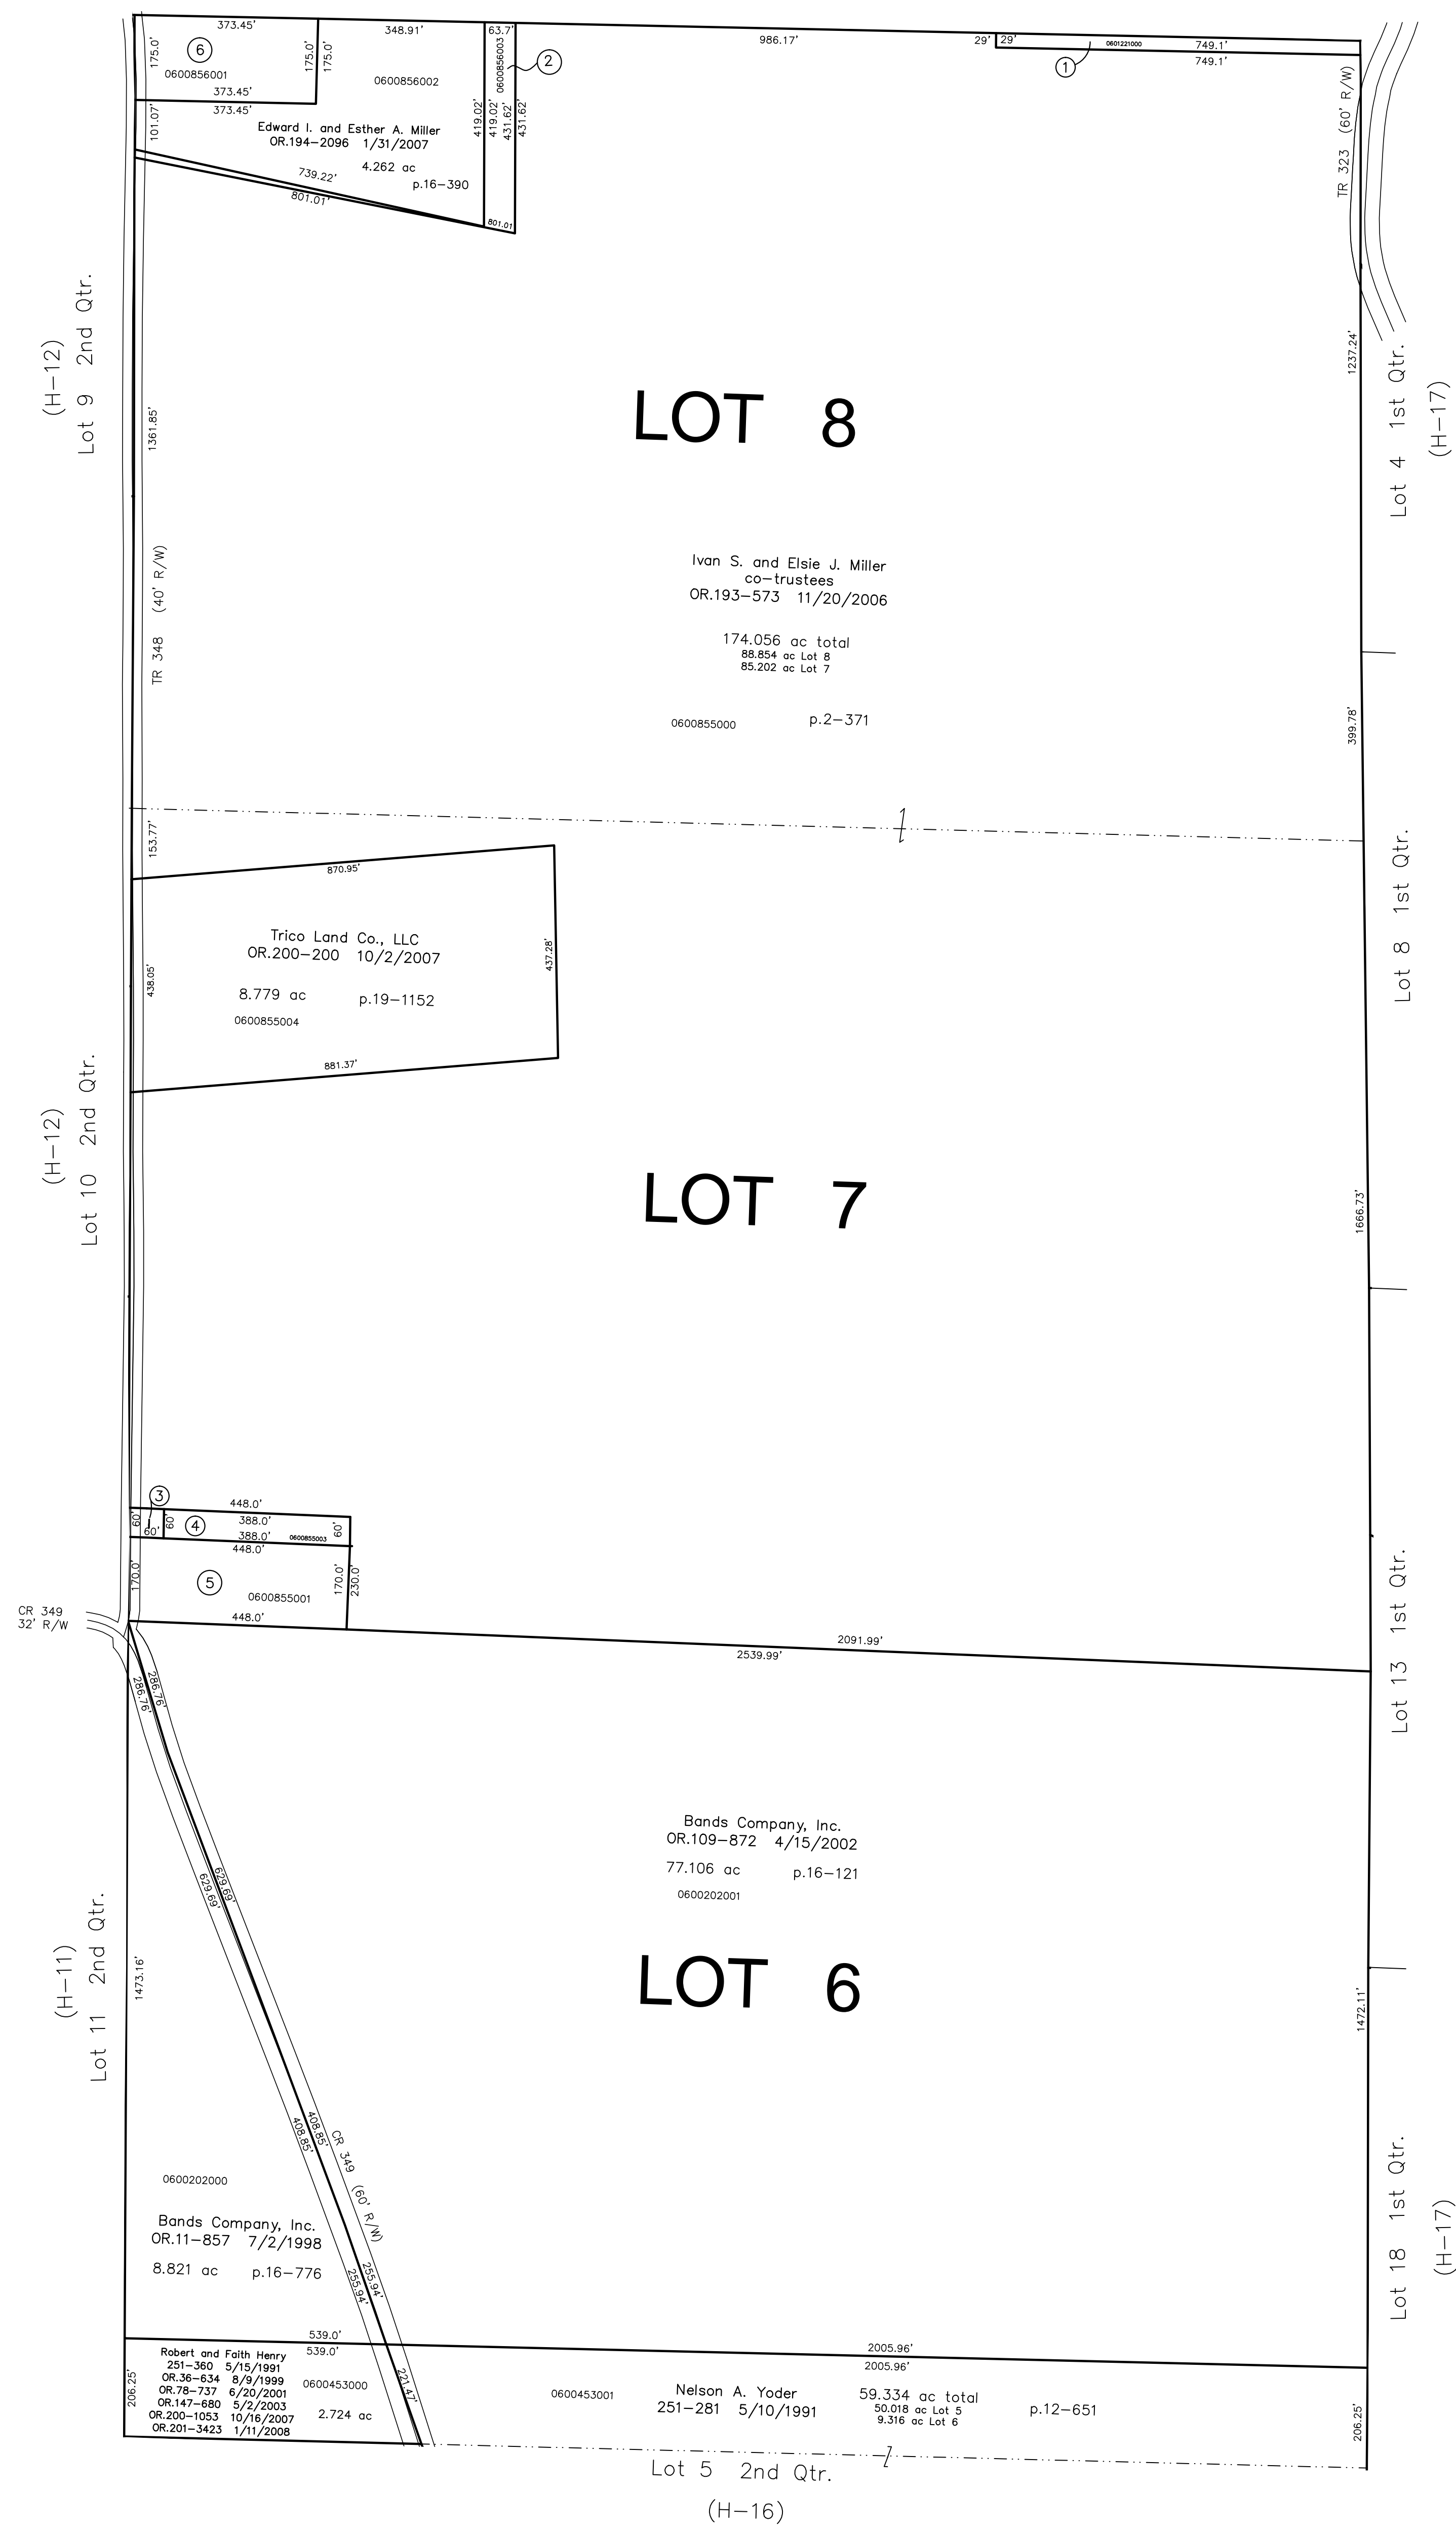 373.45'
348.91'
63.7'
986.17'
29'
29'
0601221000
749.1'
749.1'
1
2
6
175.0'
175.0'
175.0'
0600856001
0600856002
0600856003
373.45'
373.45'
101.07'
419.02'
419.02'
431.62'
431.62'
Edward I. and Esther A. Miller
OR.194-2096 1/31/2007
4.262 ac
p.16-390
739.22'
801.01'
801.01'
TR 323 (60' R/W)
(H-12)
Lot 9 2nd Qtr.
1361.85'
TR 348 (40' R/W)
LOT 8
1237.24'
Lot 4 1st Qtr.
(H-17)
Ivan S. and Elsie J. Miller
co-trustees
OR.193-573 11/20/2006
174.056 ac total
88.854 ac Lot 8
85.202 ac Lot 7
0600855000
p.2-371
399.78'
153.77'
870.95'
Lot 8 1st Qtr.
Trico Land Co., LLC
OR.200-200 10/2/2007
8.779 ac
p.19-1152
0600855004
438.05'
437.28'
881.37'
(H-12)
Lot 10 2nd Qtr.
LOT 7
1666.73'
3
448.0'
60'
60'
60'
4
388.0'
388.0'
0600855003
60'
448.0'
170.0'
5
0600855001
170.0'
230.0'
448.0'
CR 349
32' R/W
2091.99'
2539.99'
Lot 13 1st Qtr.
286.76'
286.76'
Bands Company, Inc.
OR.109-872 4/15/2002
77.106 ac
p.16-121
0600202001
629.69'
629.69'
LOT 6
(H-11)
Lot 11 2nd Qtr.
1473.16'
1472.11'
408.85'
408.85'
CR 349 (60' R/W)
0600202000
Bands Company, Inc.
OR.11-857 7/2/1998
8.821 ac
p.16-776
255.94'
255.94'
Lot 18 1st Qtr.
(H-17)
539.0'
539.0'
2005.96'
2005.96'
206.25'
Robert and Faith Henry
251-360 5/15/1991
OR.36-634 8/9/1999
OR.78-737 6/20/2001
OR.147-680 5/2/2003
OR.200-1053 10/16/2007
OR.201-3423 1/11/2008
0600453000
2.724 ac
221.47'
0600453001
Nelson A. Yoder
251-281 5/10/1991
59.334 ac total
50.018 ac Lot 5
9.316 ac Lot 6
p.12-651
206.25'
Lot 5 2nd Qtr.
(H-16)